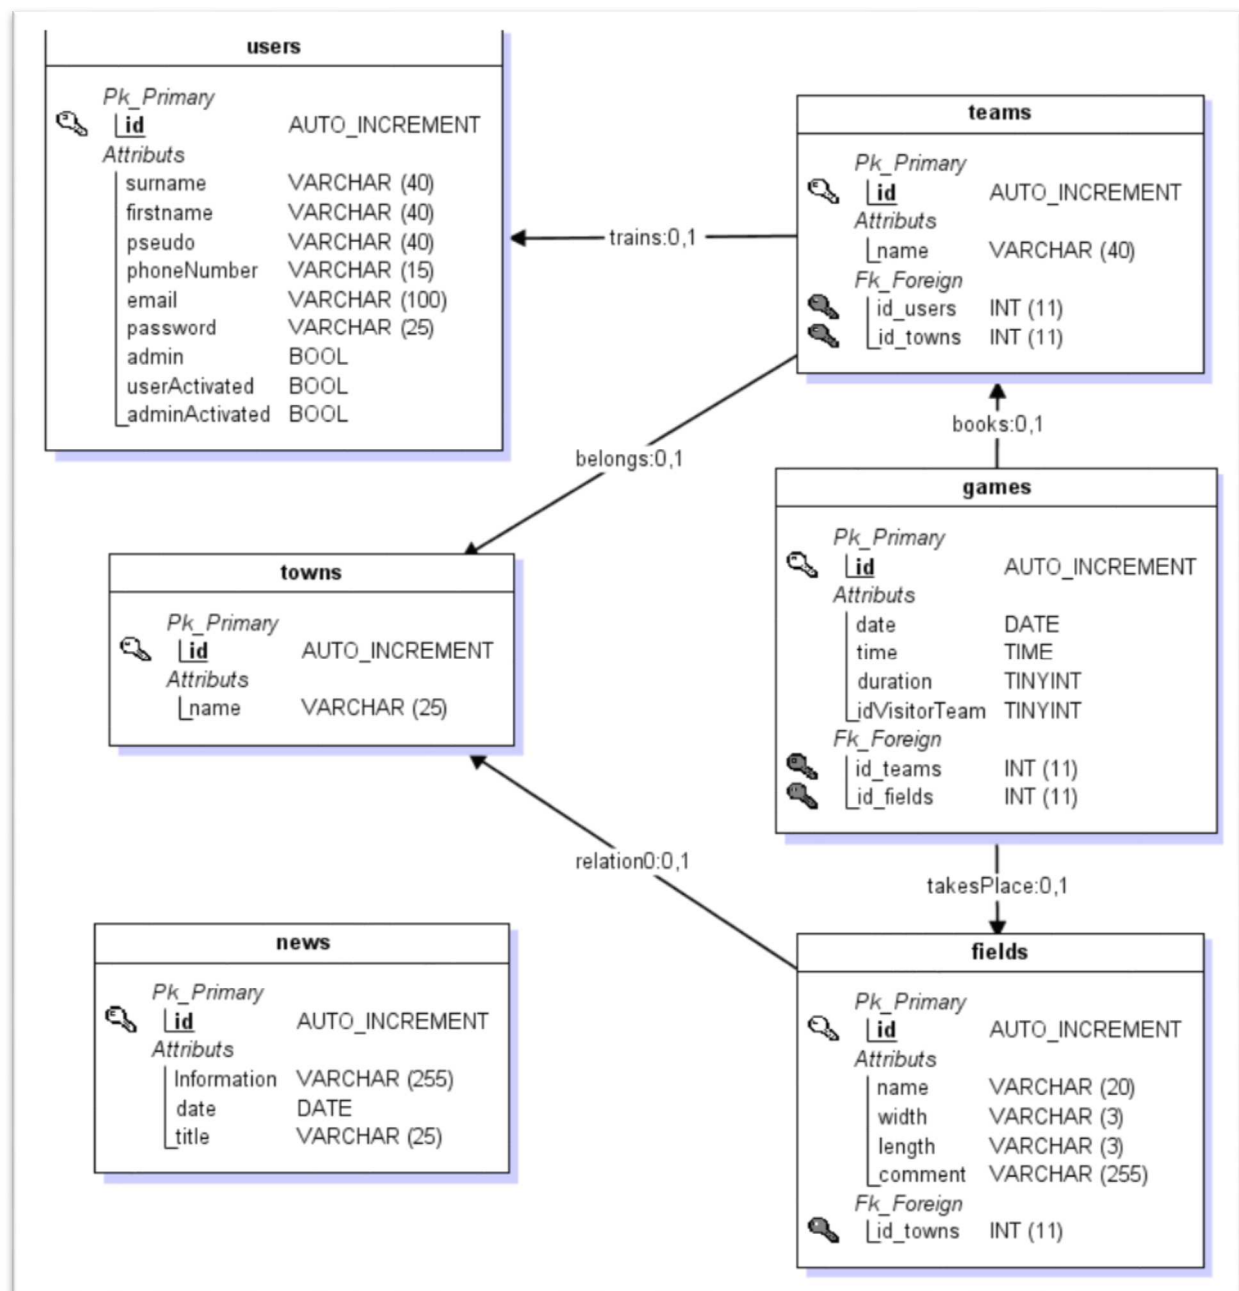 users
Pk_Primary
id AUTO_INCREMENT
Attributs
surname VARCHAR (40)
firstname VARCHAR (40)
pseudo VARCHAR (40)
phoneNumber VARCHAR (15)
email VARCHAR (100)
password VARCHAR (25)
admin BOOL
userActivated BOOL
adminActivated BOOL
trains:0,1
teams
Pk_Primary
id AUTO_INCREMENT
Attributs
name VARCHAR (40)
Fk_Foreign
id_users INT (11)
id_towns INT (11)
belongs:0,1
books:0,1
towns
Pk_Primary
id AUTO_INCREMENT
Attributs
name VARCHAR (25)
games
Pk_Primary
id AUTO_INCREMENT
Attributs
date DATE
time TIME
duration TINYINT
idVisitorTeam TINYINT
Fk_Foreign
id_teams INT (11)
id_fields INT (11)
relation0:0,1
takesPlace:0,1
news
Pk_Primary
id AUTO_INCREMENT
Attributs
Information VARCHAR (255)
date DATE
title VARCHAR (25)
fields
Pk_Primary
id AUTO_INCREMENT
Attributs
name VARCHAR (20)
width VARCHAR (3)
length VARCHAR (3)
comment VARCHAR (255)
Fk_Foreign
id_towns INT (11)